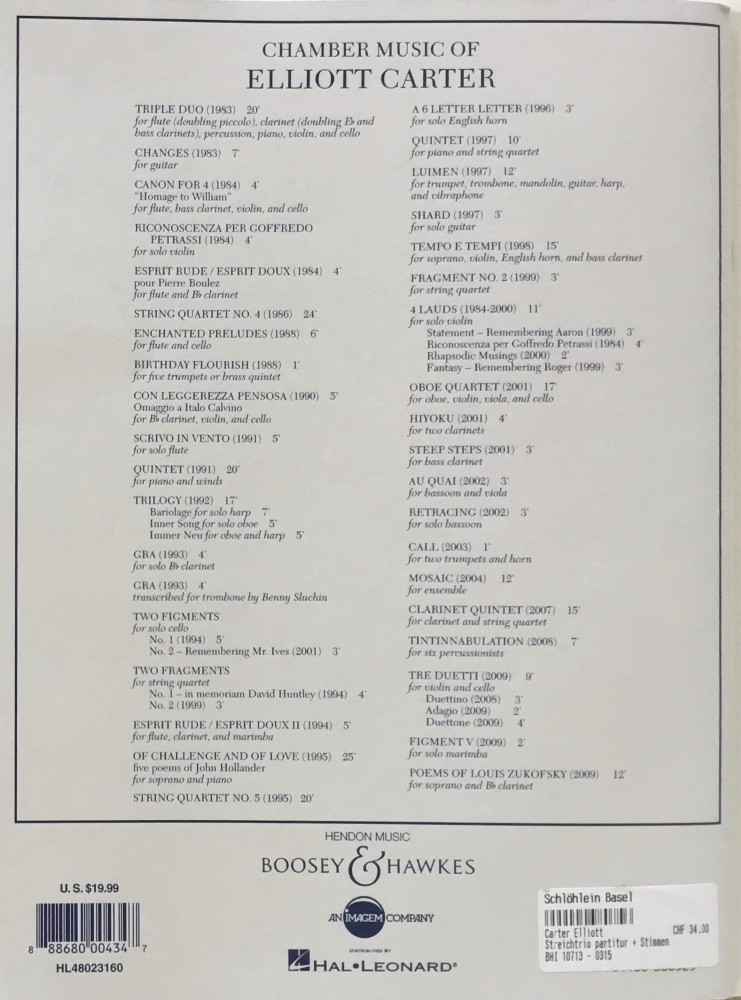 CHAMBER MUSIC OF
ELLIOTT CARTER
TRIPLE DUO (1983) 20'
for flute (doubling piccolo), clarinet (doubling E♭ and
bass clarinets), percussion, piano, violin, and cello
CHANGES (1983) 7'
for guitar
CANON FOR 4 (1984) 4'
"Homage to William"
for flute, bass clarinet, violin, and cello
RICONOSCENZA PER GOFFREDO
PETRASSI (1984) 4'
for solo violin
ESPRIT RUDE / ESPRIT DOUX (1984) 4'
pour Pierre Boulez
for flute and B♭ clarinet
STRING QUARTET NO. 4 (1986) 24'
ENCHANTED PRELUDES (1988) 6'
for flute and cello
BIRTHDAY FLOURISH (1988) 1'
for five trumpets or brass quintet
CON LEGGEREZZA PENSOSA (1990) 5'
Omaggio a Italo Calvino
for B♭ clarinet, violin, and cello
SCRIVO IN VENTO (1991) 5'
for solo flute
QUINTET (1991) 20'
for piano and winds
TRILOGY (1992) 17'
Bariolage for solo harp 7'
Inner Song for solo oboe 5'
Immer Neu for oboe and harp 5'
GRA (1993) 4'
for solo B♭ clarinet
GRA (1993) 4'
transcribed for trombone by Benny Sluchin
TWO FIGMENTS
for solo cello
No. 1 (1994) 5'
No. 2 – Remembering Mr. Ives (2001) 3'
TWO FRAGMENTS
for string quartet
No. 1 – in memoriam David Huntley (1994) 4'
No. 2 (1999) 3'
ESPRIT RUDE / ESPRIT DOUX II (1994) 5'
for flute, clarinet, and marimba
OF CHALLENGE AND OF LOVE (1995) 25'
five poems of John Hollander
for soprano and piano
STRING QUARTET NO. 5 (1995) 20'
A 6 LETTER LETTER (1996) 3'
for solo English horn
QUINTET (1997) 10'
for piano and string quartet
LUIMEN (1997) 12'
for trumpet, trombone, mandolin, guitar, harp,
and vibraphone
SHARD (1997) 3'
for solo guitar
TEMPO E TEMPI (1998) 15'
for soprano, violin, English horn, and bass clarinet
FRAGMENT NO. 2 (1999) 3'
for string quartet
4 LAUDS (1984-2000) 11'
for solo violin
Statement – Remembering Aaron (1999) 3'
Riconoscenza per Goffredo Petrassi (1984) 4'
Rhapsodic Musings (2000) 2'
Fantasy – Remembering Roger (1999) 3'
OBOE QUARTET (2001) 17'
for oboe, violin, viola, and cello
HIYOKU (2001) 4'
for two clarinets
STEEP STEPS (2001) 3'
for bass clarinet
AU QUAI (2002) 3'
for bassoon and viola
RETRACING (2002) 3'
for solo bassoon
CALL (2003) 1'
for two trumpets and horn
MOSAIC (2004) 12'
for ensemble
CLARINET QUINTET (2007) 15'
for clarinet and string quartet
TINTINNABULATION (2008) 7'
for six percussionists
TRE DUETTI (2009) 9'
for violin and cello
Duettino (2008) 3'
Adagio (2009) 2'
Duettone (2009) 4'
FIGMENT V (2009) 2'
for solo marimba
POEMS OF LOUIS ZUKOFSKY (2009) 12'
for soprano and B♭ clarinet
HENDON MUSIC
BOOSEY & HAWKES
AN IMAGEM COMPANY
DISTRIBUTED BY
HAL•LEONARD®
U. S. $19.99
8 88680 00434 7
HL48023160
Schlöhlein Basel
Carter Elliott CHF 34.00
Streichtrio partitur + Stimmen
BHI 10713 - 0315